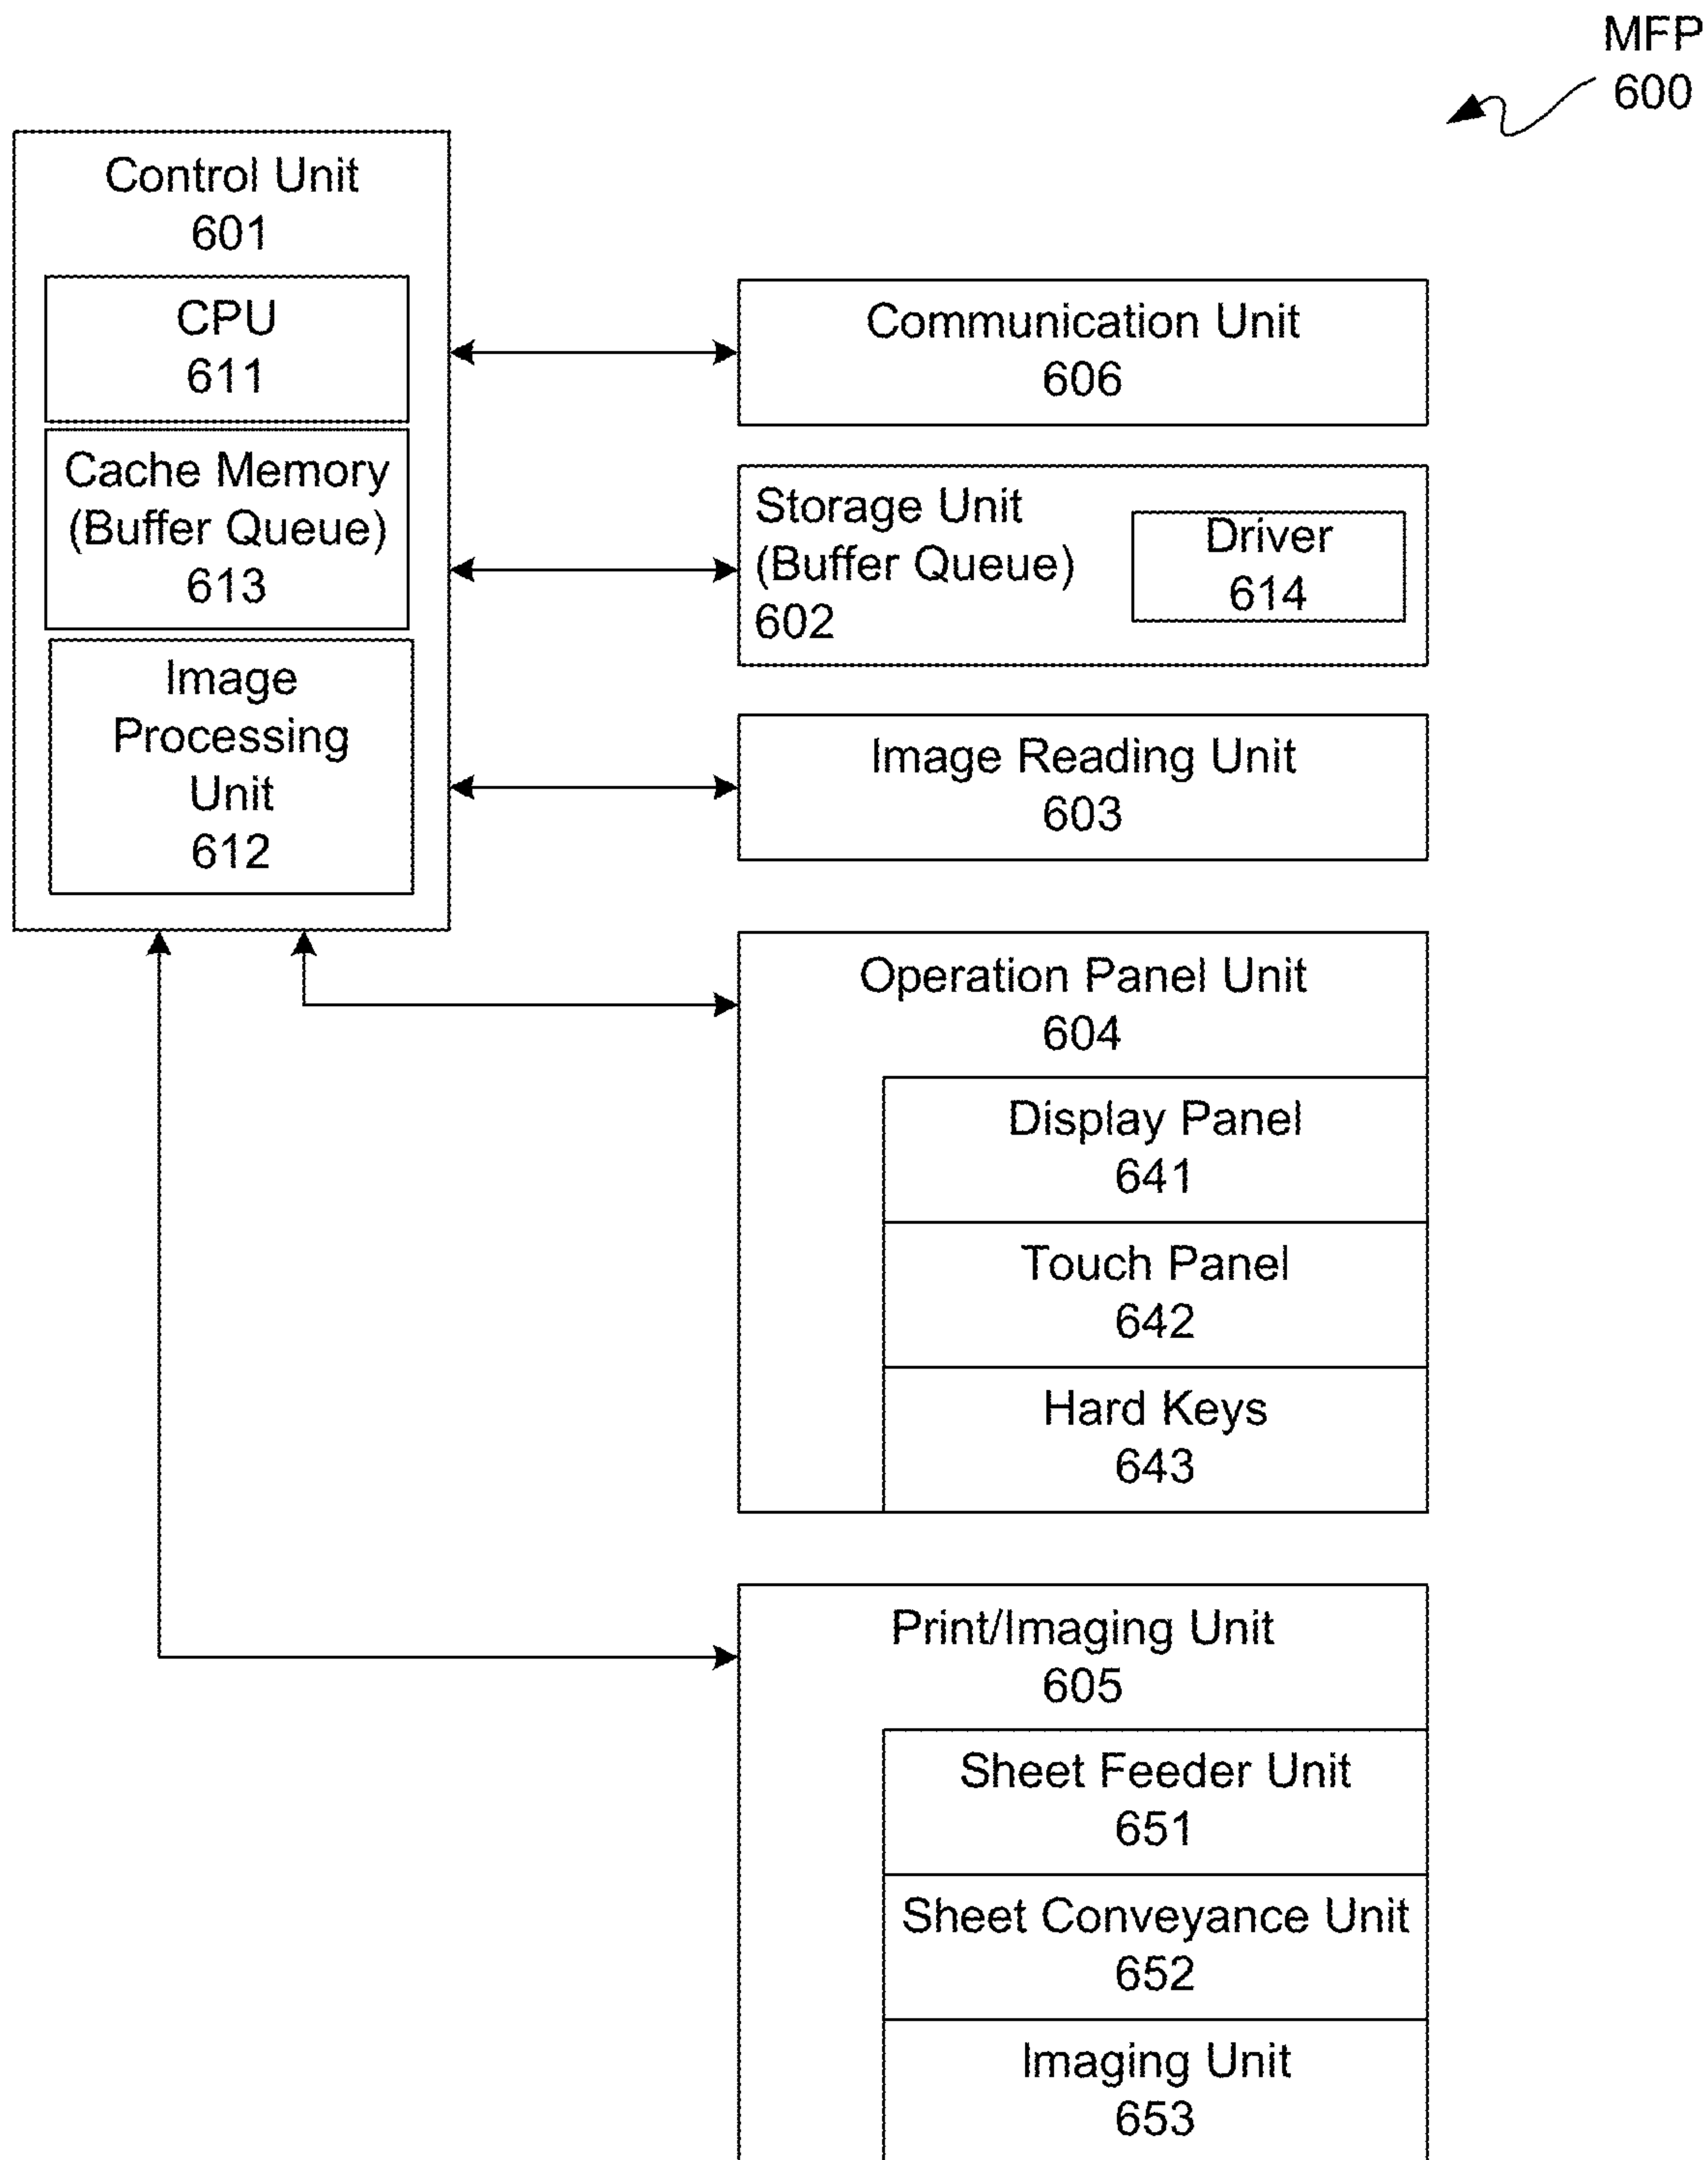 MFP
600
Control Unit
601
CPU
611
Cache Memory
(Buffer Queue)
613
Image
Processing
Unit
612
Communication Unit
606
Storage Unit
(Buffer Queue)
602
Driver
614
Image Reading Unit
603
Operation Panel Unit
604
Display Panel
641
Touch Panel
642
Hard Keys
643
Print/Imaging Unit
605
Sheet Feeder Unit
651
Sheet Conveyance Unit
652
Imaging Unit
653